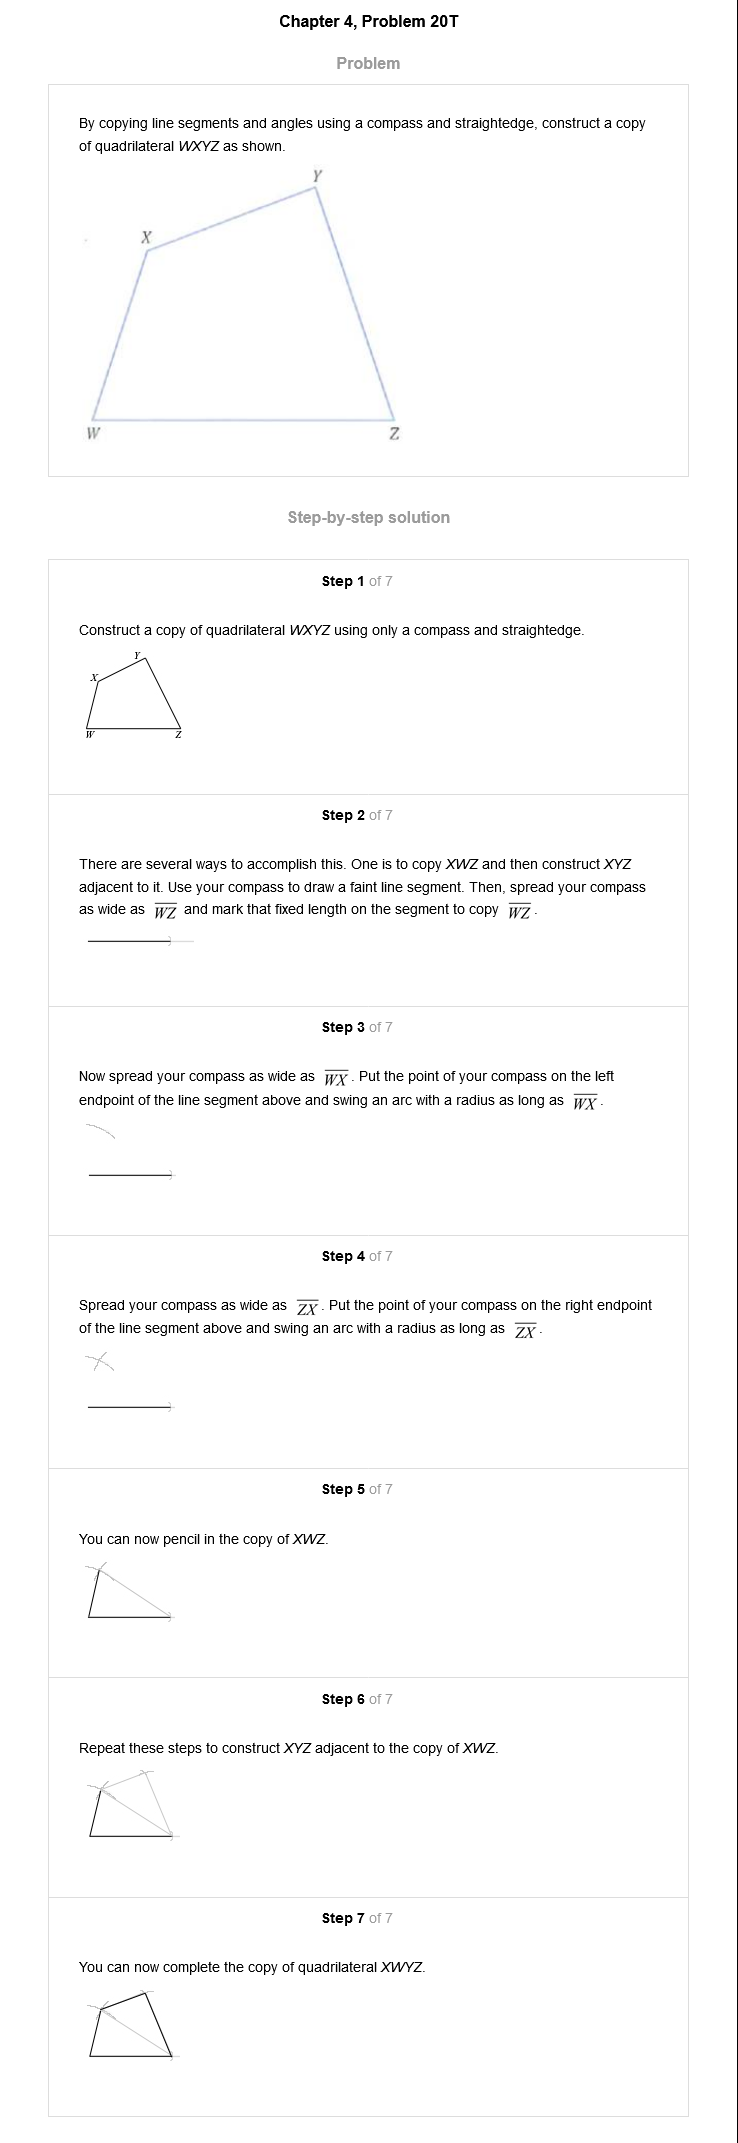 Chapter 4, Problem 20T
Problem
By copying line segments and angles using a compass and straightedge, construct a copy
of quadrilateral WXYZ as shown.
Y
X
W
Z
Step-by-step solution
Step 1 of 7
Construct a copy of quadrilateral WXYZ using only a compass and straightedge.
Y
X
W
Z
Step 2 of 7
There are several ways to accomplish this. One is to copy XWZ and then construct XYZ
adjacent to it. Use your compass to draw a faint line segment. Then, spread your compass
as wide as WZ and mark that fixed length on the segment to copy WZ.
Step 3 of 7
Now spread your compass as wide as WX. Put the point of your compass on the left
endpoint of the line segment above and swing an arc with a radius as long as WX.
Step 4 of 7
Spread your compass as wide as ZX. Put the point of your compass on the right endpoint
of the line segment above and swing an arc with a radius as long as ZX.
Step 5 of 7
You can now pencil in the copy of XWZ.
Step 6 of 7
Repeat these steps to construct XYZ adjacent to the copy of XWZ.
Step 7 of 7
You can now complete the copy of quadrilateral XWYZ.